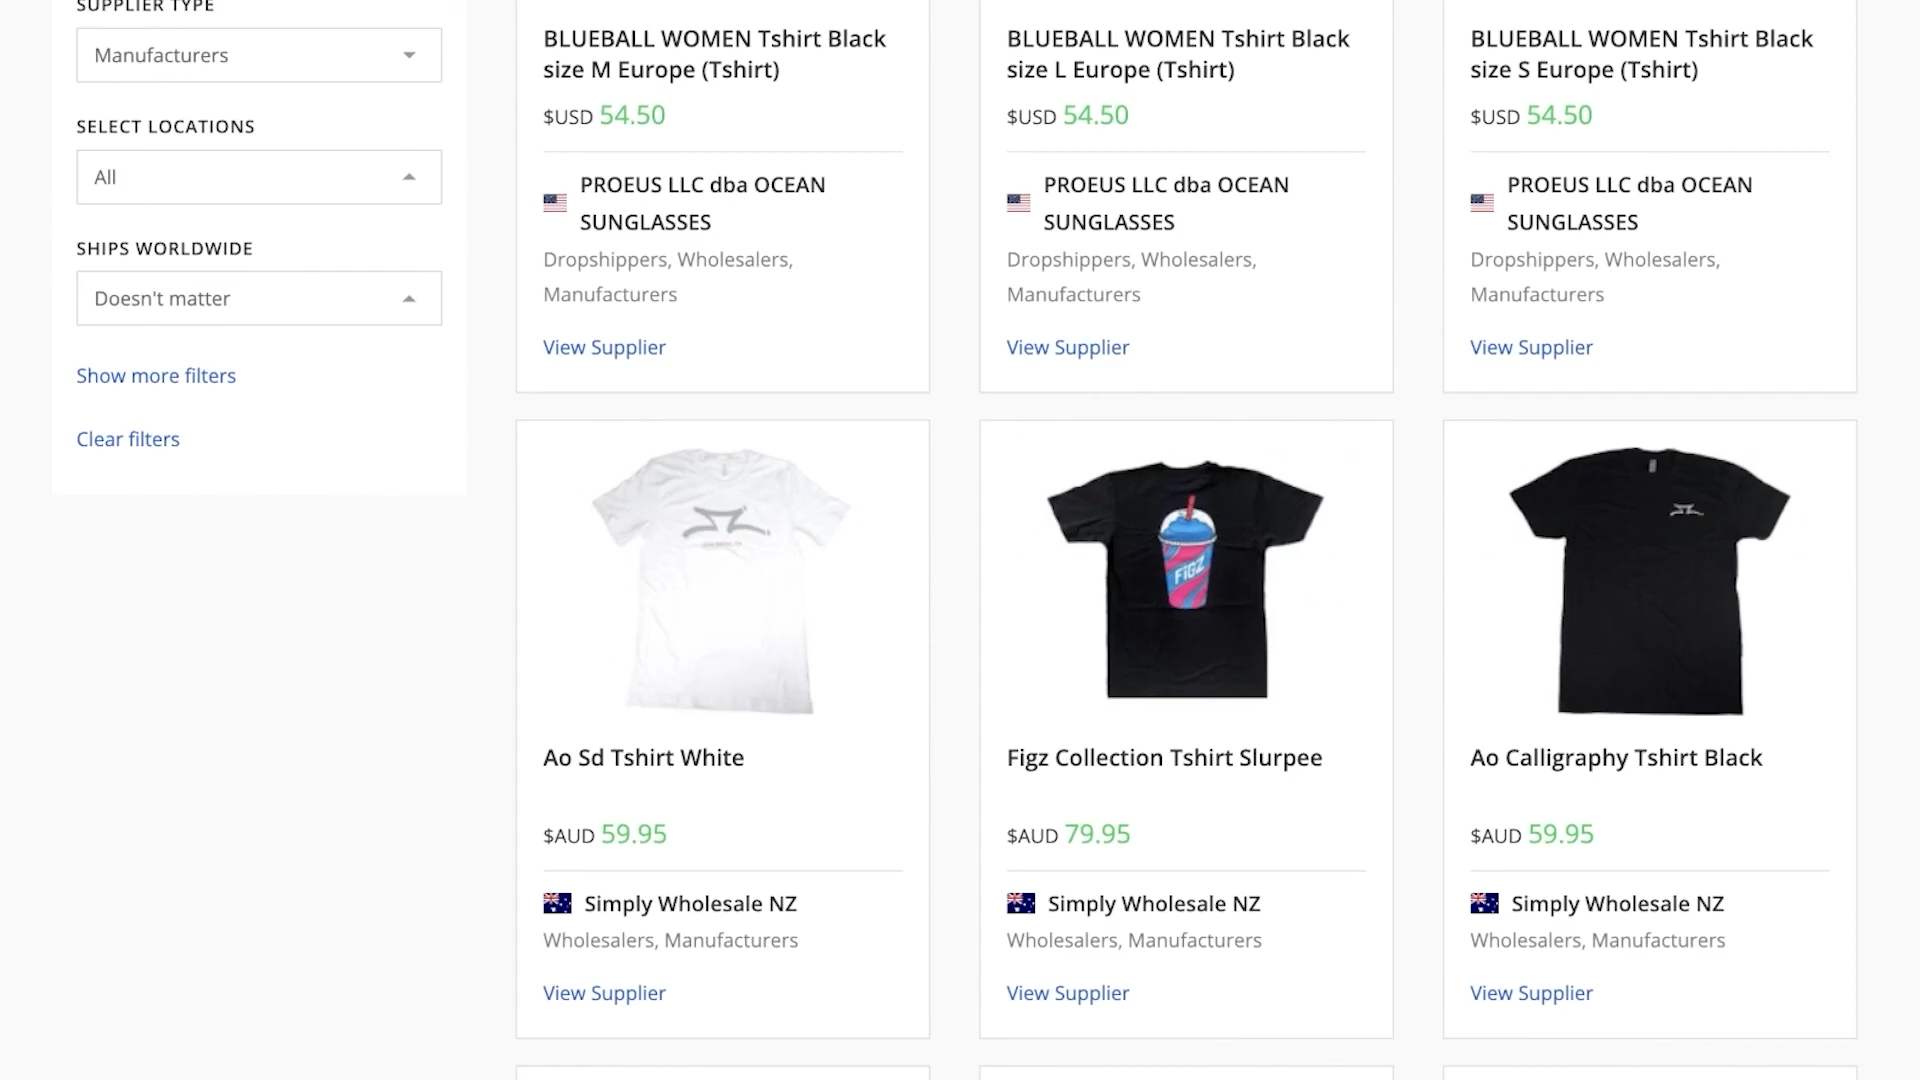 SUPPLIER TYPE
Manufacturers
SELECT LOCATIONS
All
SHIPS WORLDWIDE
Doesn't matter
Show more filters
Clear filters
BLUEBALL WOMEN Tshirt Black
size M Europe (Tshirt)
$USD 54.50
PROEUS LLC dba OCEAN
SUNGLASSES
Dropshippers, Wholesalers,
Manufacturers
View Supplier
BLUEBALL WOMEN Tshirt Black
size L Europe (Tshirt)
$USD 54.50
PROEUS LLC dba OCEAN
SUNGLASSES
Dropshippers, Wholesalers,
Manufacturers
View Supplier
BLUEBALL WOMEN Tshirt Black
size S Europe (Tshirt)
$USD 54.50
PROEUS LLC dba OCEAN
SUNGLASSES
Dropshippers, Wholesalers,
Manufacturers
View Supplier
Ao Sd Tshirt White
$AUD 59.95
Simply Wholesale NZ
Wholesalers, Manufacturers
View Supplier
FIGZ
Figz Collection Tshirt Slurpee
$AUD 79.95
Simply Wholesale NZ
Wholesalers, Manufacturers
View Supplier
Ao Calligraphy Tshirt Black
$AUD 59.95
Simply Wholesale NZ
Wholesalers, Manufacturers
View Supplier